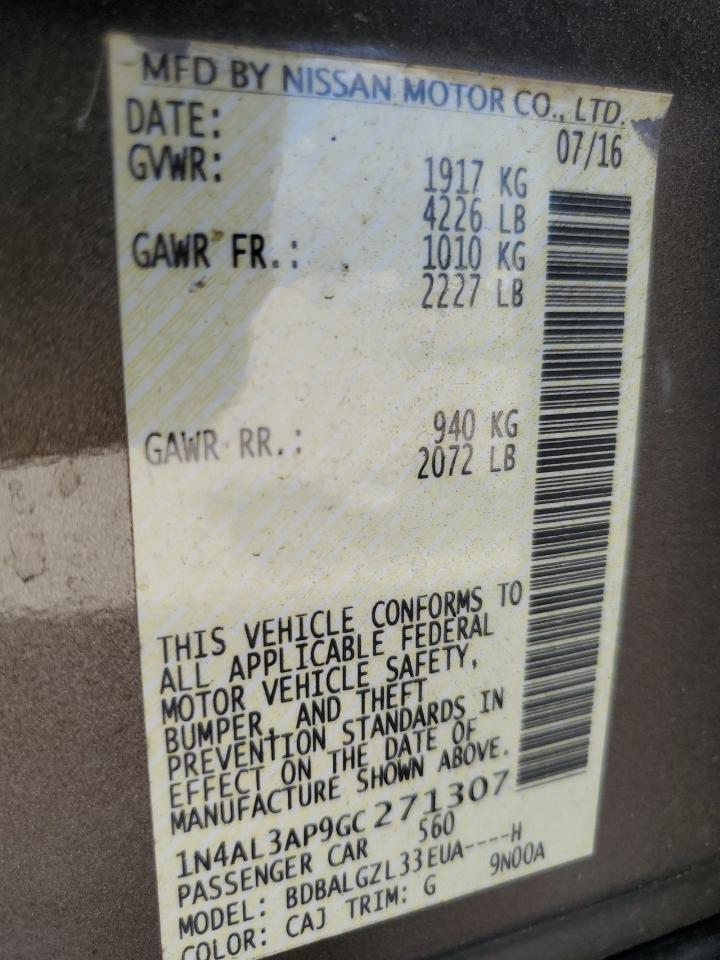 MFD BY NISSAN MOTOR CO., LTD.
DATE: 07/16
GVWR: 1917 KG
4226 LB
GAWR FR.: 1010 KG
2227 LB
GAWR RR.: 940 KG
2072 LB
THIS VEHICLE CONFORMS TO
ALL APPLICABLE FEDERAL
MOTOR VEHICLE SAFETY,
BUMPER, AND THEFT
PREVENTION STANDARDS IN
EFFECT ON THE DATE OF
MANUFACTURE SHOWN ABOVE.
1N4AL3AP9GC271307
PASSENGER CAR 560
MODEL: BDBALGZL33EUA----H
COLOR: CAJ TRIM: G 9N00A